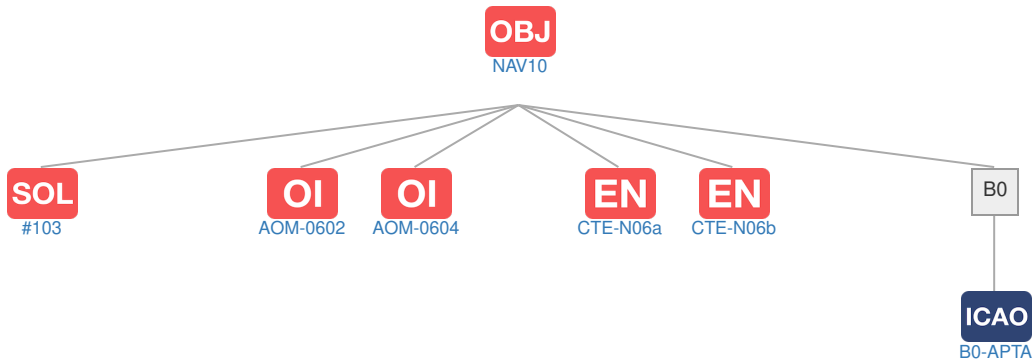 OBJ
NAV10
SOL
#103
OI
AOM-0602
OI
AOM-0604
EN
CTE-N06a
EN
CTE-N06b
B0
ICAO
B0-APTA